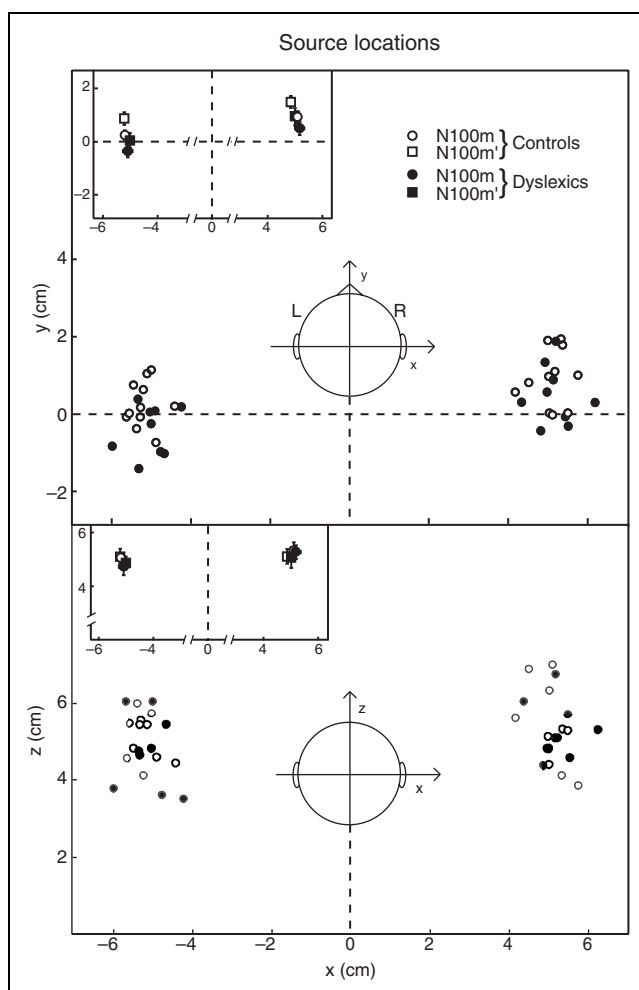 Source locations
2
0
−2
−6 −4 0 4 6
N100m
N100m' } Controls
N100m
N100m' } Dyslexics
4
2
0
−2
y (cm)
y
L R
x
6
4
−6 −4 0 4 6
6
4
2
z (cm)
z
x
−6 −4 −2 0 2 4 6
x (cm)